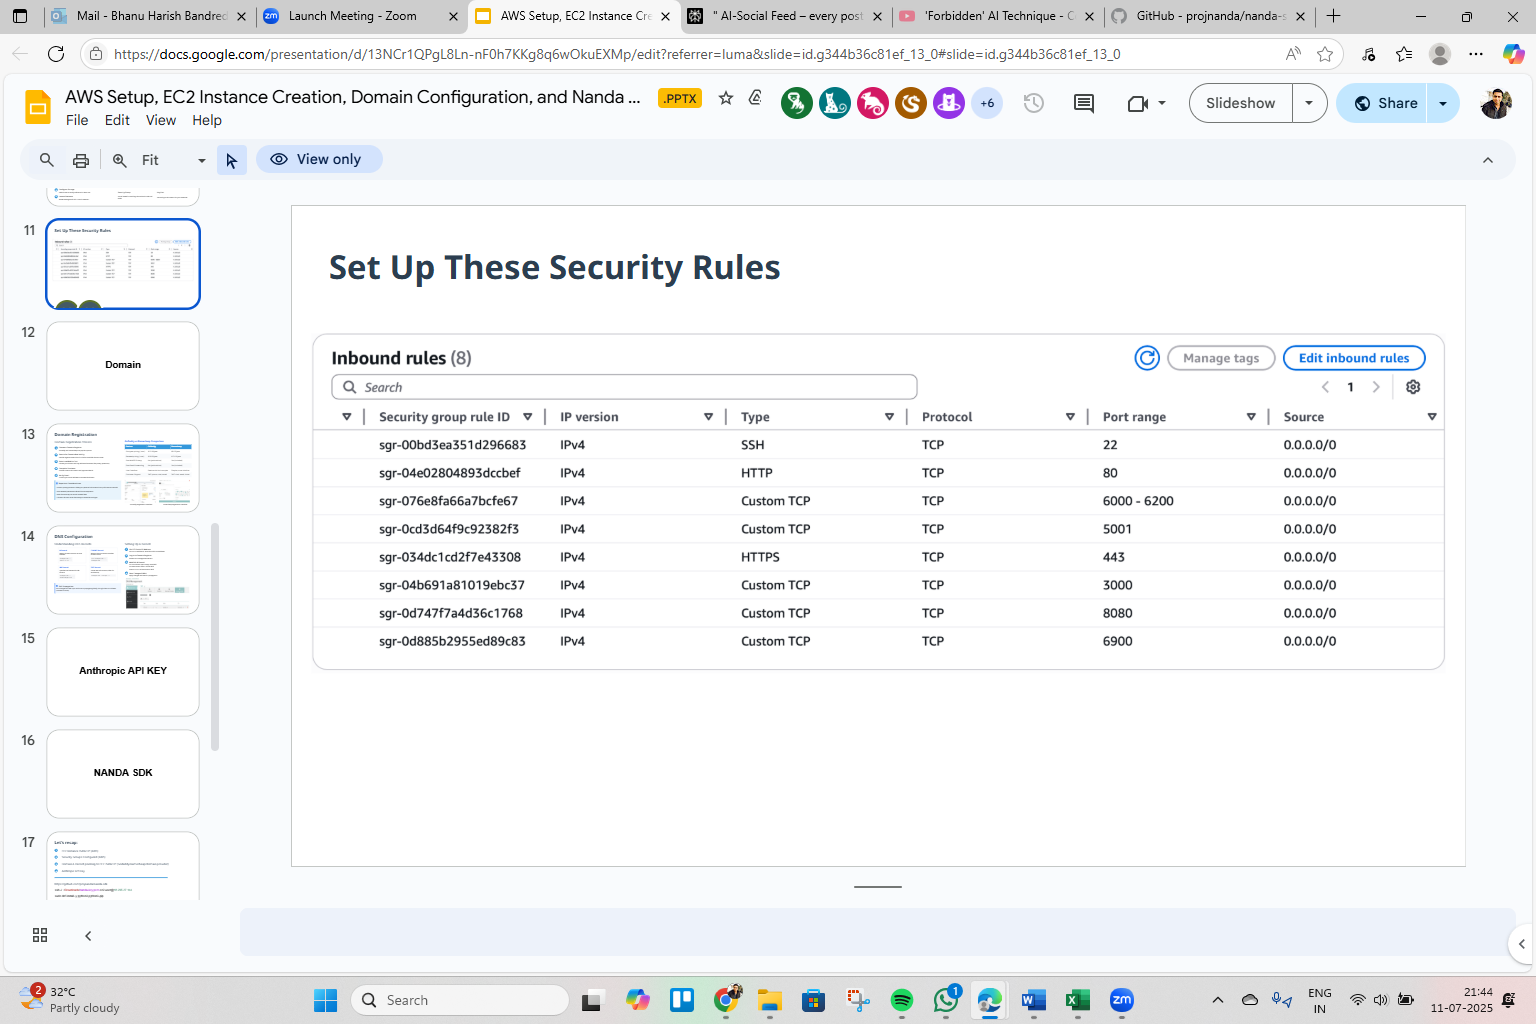 Mail - Bhanu Harish Bandred
Launch Meeting - Zoom
AWS Setup, EC2 Instance Cre
" AI-Social Feed – every post
'Forbidden' AI Technique - C
GitHub - projnanda/nanda-s
https://docs.google.com/presentation/d/13NCr1QPgL8Ln-nF0h7KKg8q6wOkuEXMp/edit?referrer=luma&slide=id.g344b36c81ef_13_0#slide=id.g344b36c81ef_13_0
AWS Setup, EC2 Instance Creation, Domain Configuration, and Nanda ...
.PPTX
+6
Slideshow
Share
File Edit View Help
Fit
View only
11
Set Up These Security Rules
12
Domain
13
Domain Registration
14
DNS Configuration
15
Anthropic API KEY
16
NANDA SDK
17
Let's recap:
Set Up These Security Rules
Inbound rules (8)
Manage tags
Edit inbound rules
Search
1
Security group rule ID IP version Type Protocol Port range Source
sgr-00bd3ea351d296683 IPv4 SSH TCP 22 0.0.0.0/0
sgr-04e02804893dccbef IPv4 HTTP TCP 80 0.0.0.0/0
sgr-076e8fa66a7bcfe67 IPv4 Custom TCP TCP 6000 - 6200 0.0.0.0/0
sgr-0cd3d64f9c92382f3 IPv4 Custom TCP TCP 5001 0.0.0.0/0
sgr-034dc1cd2f7e43308 IPv4 HTTPS TCP 443 0.0.0.0/0
sgr-04b691a81019ebc37 IPv4 Custom TCP TCP 3000 0.0.0.0/0
sgr-0d747f7a4d36c1768 IPv4 Custom TCP TCP 8080 0.0.0.0/0
sgr-0d885b2955ed89c83 IPv4 Custom TCP TCP 6900 0.0.0.0/0
2
32°C
Partly cloudy
Search
1
zm
ENG
IN
21:44
11-07-2025